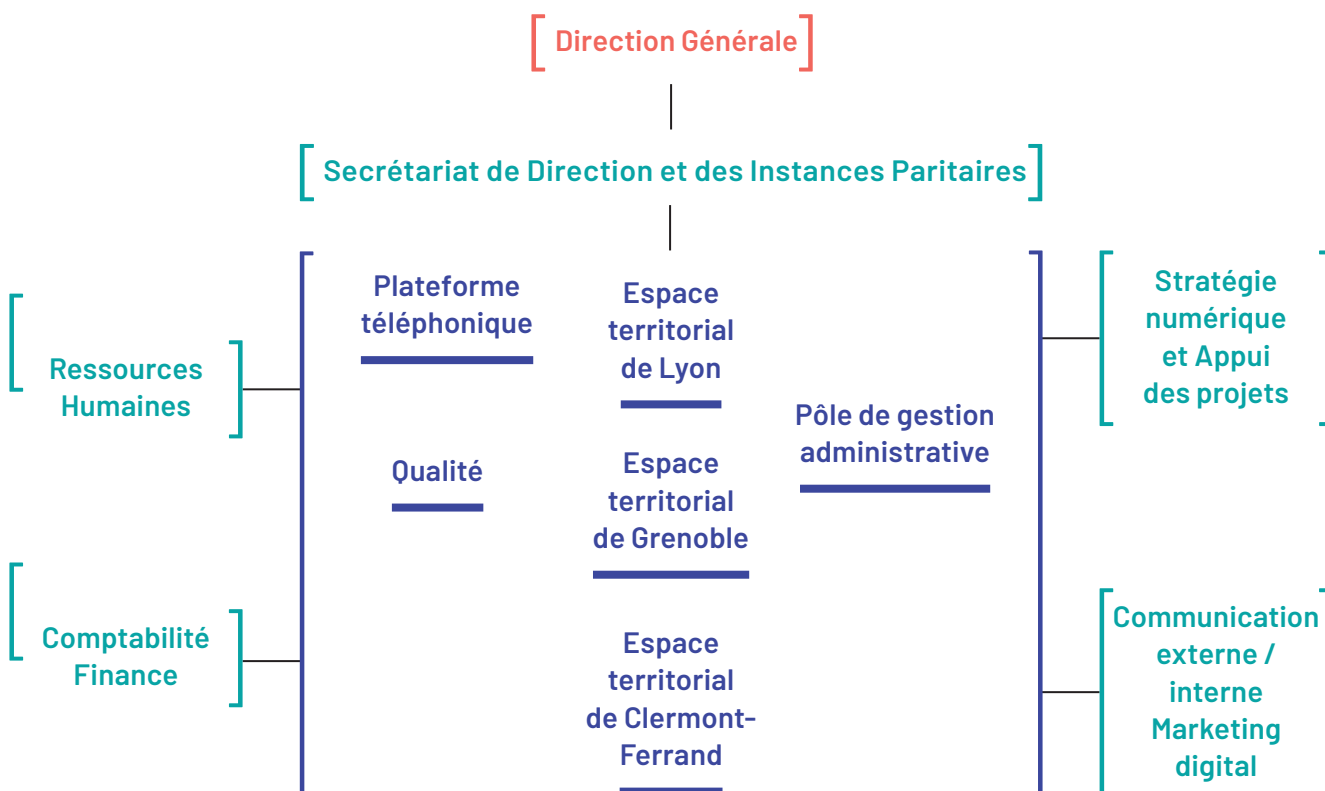 Direction Générale
Secrétariat de Direction et des Instances Paritaires
Ressources
Humaines
Comptabilité
Finance
Plateforme
téléphonique
Qualité
Espace
territorial
de Lyon
Espace
territorial
de Grenoble
Espace
territorial
de Clermont-
Ferrand
Pôle de gestion
administrative
Stratégie
numérique
et Appui
des projets
Communication
externe /
interne
Marketing
digital